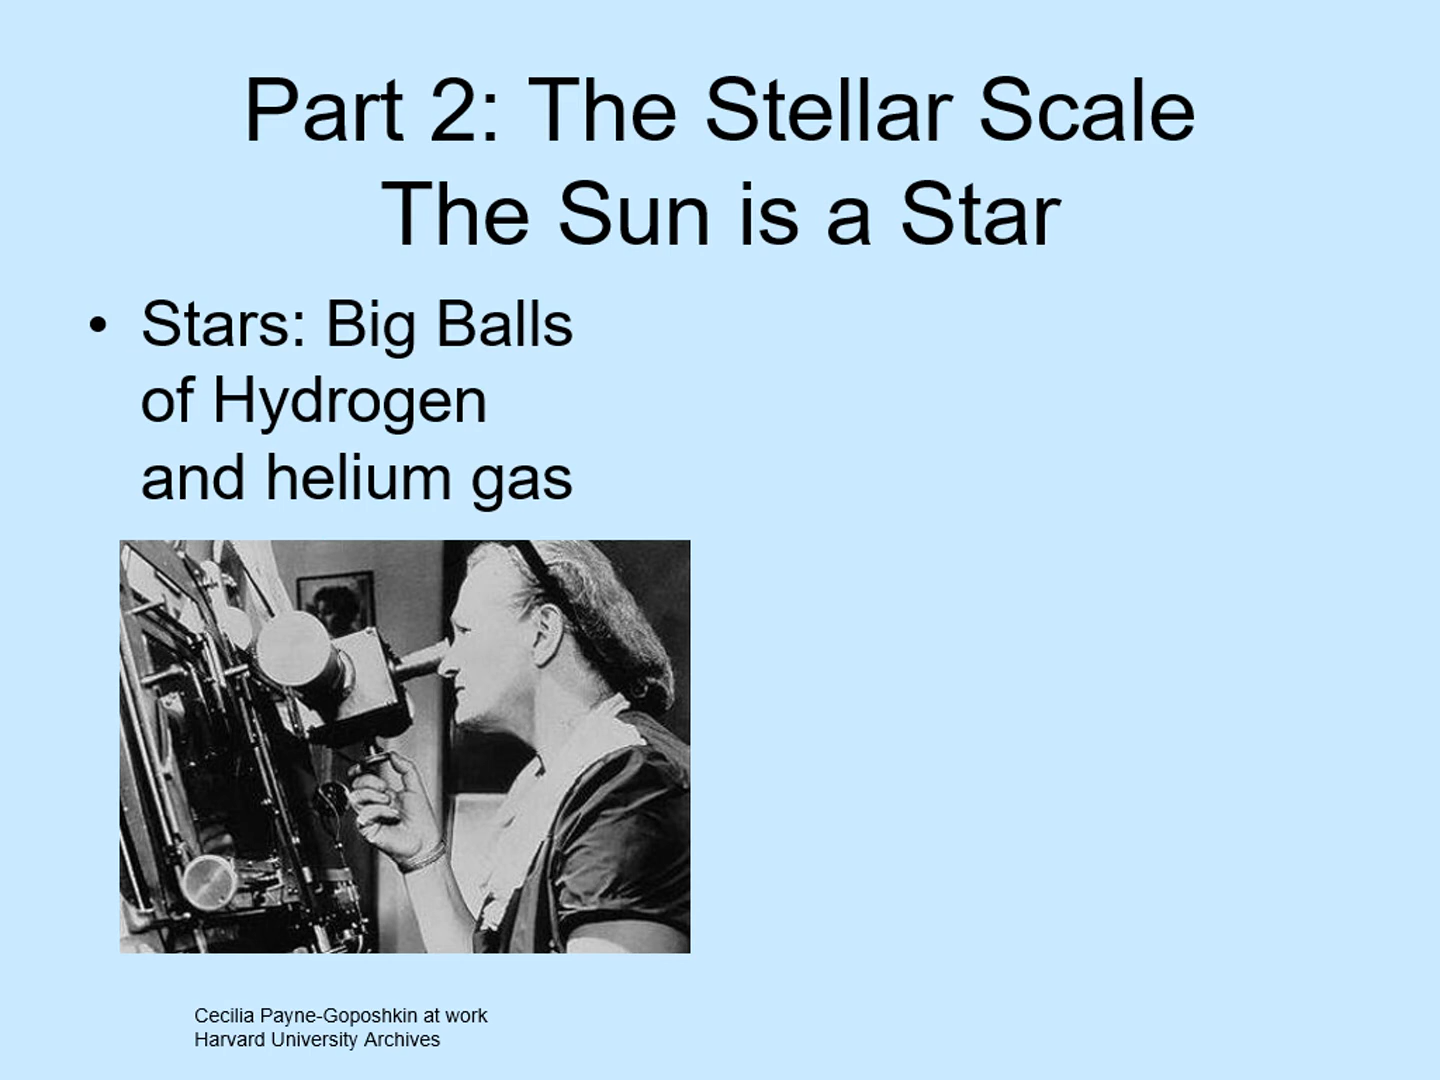 Part 2: The Stellar Scale
The Sun is a Star
• Stars: Big Balls
of Hydrogen
and helium gas
Cecilia Payne-Goposhkin at work
Harvard University Archives